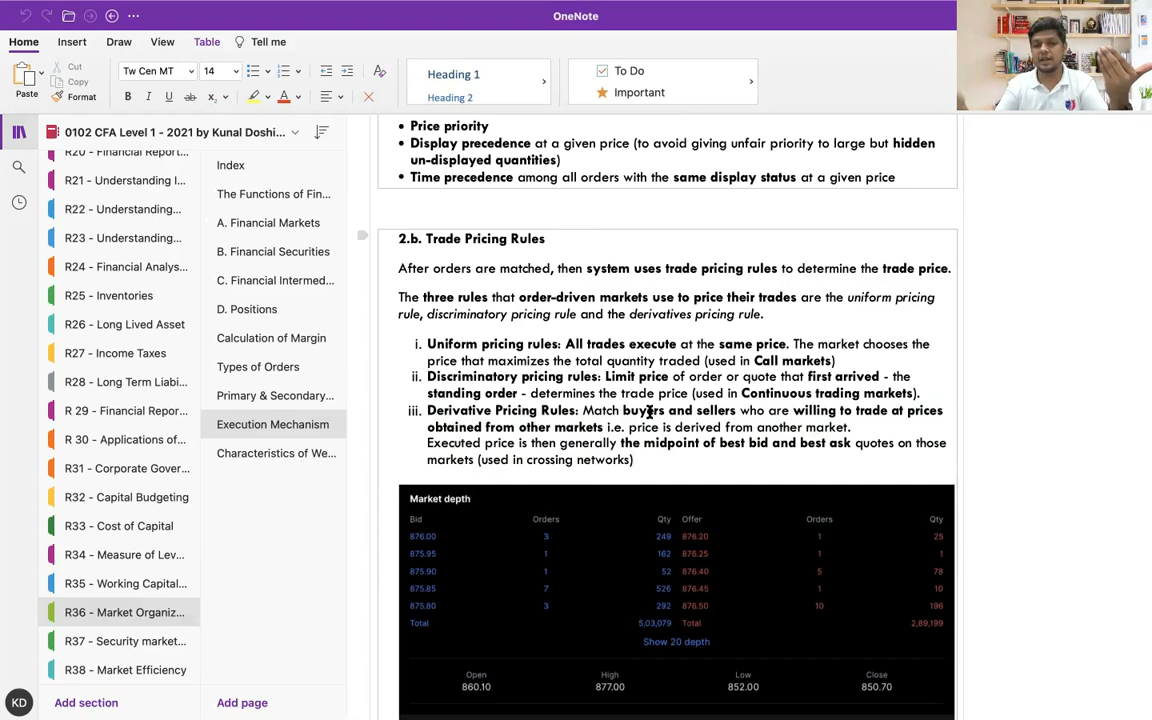 OneNote
Home Insert Draw View Table Tell me
Paste
Cut
Copy
Format
Tw Cen MT 14
Heading 1
Heading 2
To Do
Important
0102 CFA Level 1 - 2021 by Kunal Doshi...
R20 - Financial Report...
R21 - Understanding I...
R22 - Understanding...
R23 - Understanding...
R24 - Financial Analys...
R25 - Inventories
R26 - Long Lived Asset
R27 - Income Taxes
R28 - Long Term Liabi...
R 29 - Financial Repor...
R 30 - Applications of...
R31 - Corporate Gover...
R32 - Capital Budgeting
R33 - Cost of Capital
R34 - Measure of Lev...
R35 - Working Capital...
R36 - Market Organiz...
R37 - Security market...
R38 - Market Efficiency
KD
Add section
Index
The Functions of Fin...
A. Financial Markets
B. Financial Securities
C. Financial Intermed...
D. Positions
Calculation of Margin
Types of Orders
Primary & Secondary...
Execution Mechanism
Characteristics of We...
Add page
• Price priority
• Display precedence at a given price (to avoid giving unfair priority to large but hidden
un-displayed quantities)
• Time precedence among all orders with the same display status at a given price
2.b. Trade Pricing Rules
After orders are matched, then system uses trade pricing rules to determine the trade price.
The three rules that order-driven markets use to price their trades are the uniform pricing
rule, discriminatory pricing rule and the derivatives pricing rule.
i. Uniform pricing rules: All trades execute at the same price. The market chooses the
price that maximizes the total quantity traded (used in Call markets)
ii. Discriminatory pricing rules: Limit price of order or quote that first arrived - the
standing order - determines the trade price (used in Continuous trading markets).
iii. Derivative Pricing Rules: Match buyers and sellers who are willing to trade at prices
obtained from other markets i.e. price is derived from another market.
Executed price is then generally the midpoint of best bid and best ask quotes on those
markets (used in crossing networks)
Market depth
Bid Orders Qty Offer Orders Qty
876.00 3 249 876.20 1 25
875.95 1 162 876.25 1 1
875.90 1 52 876.40 5 78
875.85 7 526 876.45 1 10
875.80 3 292 876.50 10 196
Total 5,03,079 Total 2,89,199
Show 20 depth
Open High Low Close
860.10 877.00 852.00 850.70